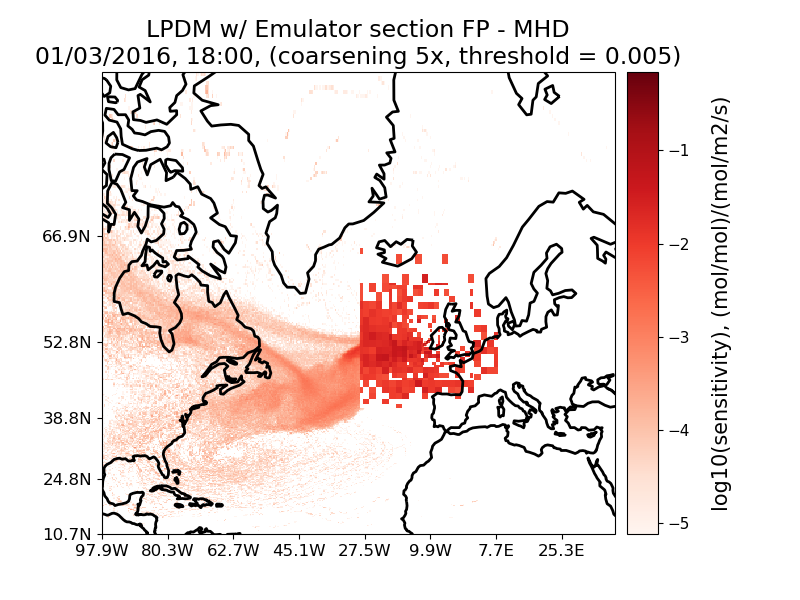 LPDM w/ Emulator section FP - MHD
01/03/2016, 18:00, (coarsening 5x, threshold = 0.005)
66.9N
52.8N
38.8N
24.8N
10.7N
97.9W 80.3W 62.7W 45.1W 27.5W 9.9W 7.7E 25.3E
−1
−2
−3
−4
−5
log10(sensitivity), (mol/mol)/(mol/m2/s)